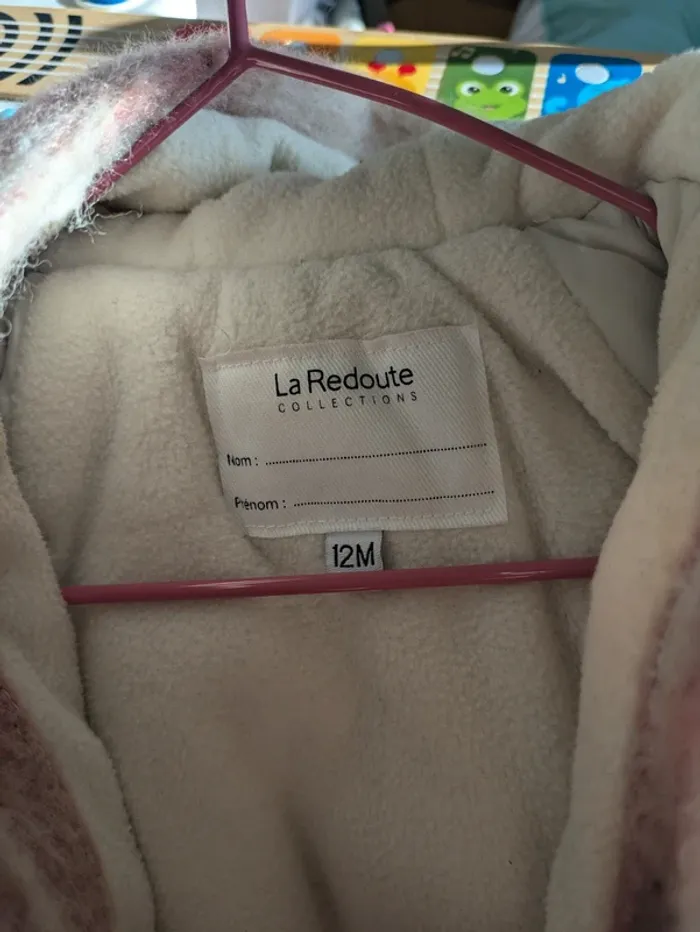 La Redoute
COLLECTIONS
Nom :
Prénom :
12M